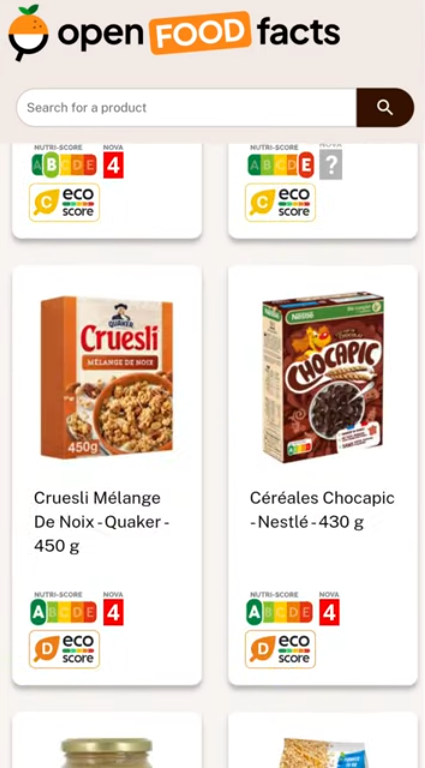 open FOOD facts
Search for a product
NUTRI-SCORE NOVA
A B C D E 4
C eco
score
NUTRI-SCORE NOVA
A B C D E ?
C eco
score
QUAKER
Cruesli
MÉLANGE DE NOIX
450g
Nestlé
CHOCAPIC
Cruesli Mélange
De Noix - Quaker -
450 g
Céréales Chocapic
- Nestlé - 430 g
NUTRI-SCORE NOVA
A B C D E 4
D eco
score
NUTRI-SCORE NOVA
A B C D E 4
D eco
score